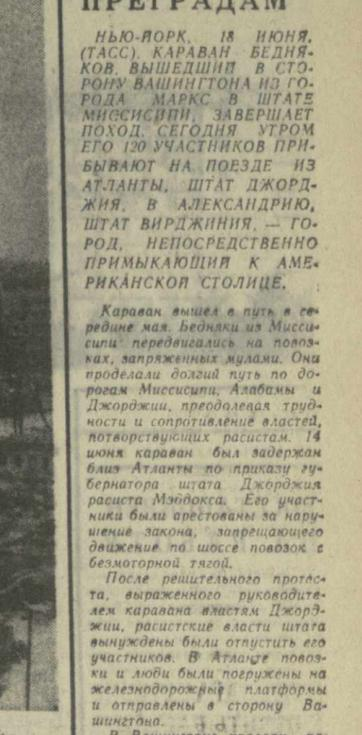 ПРЕГРАДАМ
НЬЮ-ЙОРК, 18 ИЮНЯ.
(ТАСС). КАРАВАН БЕДНЯ-
КОВ, ВЫШЕДШИЙ В СТО-
РОНУ ВАШИНГТОНА ИЗ ГО-
РОДА МАРКС В ШТАТЕ
МИССИСИПИ, ЗАВЕРШАЕТ
ПОХОД. СЕГОДНЯ УТРОМ
ЕГО 120 УЧАСТНИКОВ ПРИ-
БЫВАЮТ НА ПОЕЗДЕ ИЗ
АТЛАНТЫ, ШТАТ ДЖОРД-
ЖИЯ, В АЛЕКСАНДРИЮ,
ШТАТ ВИРДЖИНИЯ, — ГО-
РОД, НЕПОСРЕДСТВЕННО
ПРИМЫКАЮЩИЙ К АМЕ-
РИКАНСКОЙ СТОЛИЦЕ.
Караван вышел в путь в се-
редине мая. Бедняки из Мисси-
сипи передвигались на повоз-
ках, запряженных мулами. Они
проделали долгий путь по до-
рогам Миссисипи, Алабамы и
Джорджии, преодолевая труд-
ности и сопротивление властей,
потворствующих расистам. 14
июня караван был задержан
близ Атланты по приказу гу-
бернатора штата Джорджия
расиста Мэддокса. Его участ-
ники были арестованы за нару-
шение закона, запрещающего
движение по шоссе повозок с
безмоторной тягой.
После решительного протес-
та, выраженного руководите-
лем каравана властям Джорд-
жии, расистские власти штата
вынуждены были отпустить его
участников. В Атланте повоз-
ки и люди были погружены на
железнодорожные платформы
и отправлены в сторону Ва-
шингтона.